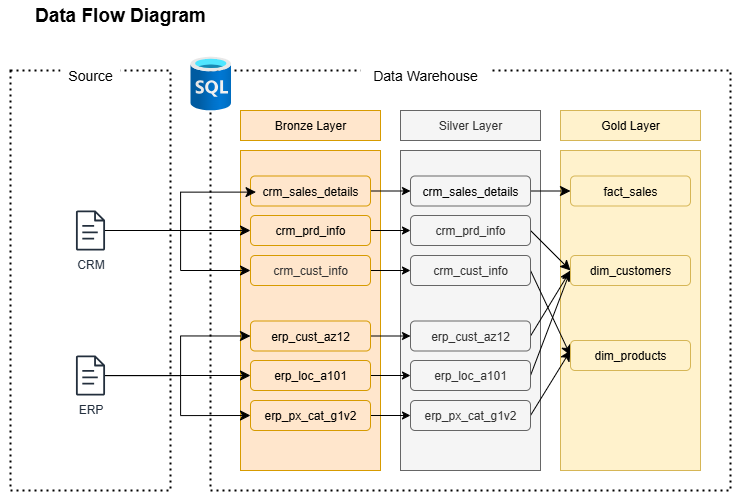 Data Flow Diagram
Source
SQL
Data Warehouse
Bronze Layer
Silver Layer
Gold Layer
crm_sales_details
crm_sales_details
fact_sales
CRM
crm_prd_info
crm_prd_info
crm_cust_info
crm_cust_info
dim_customers
erp_cust_az12
erp_cust_az12
dim_products
ERP
erp_loc_a101
erp_loc_a101
erp_px_cat_g1v2
erp_px_cat_g1v2